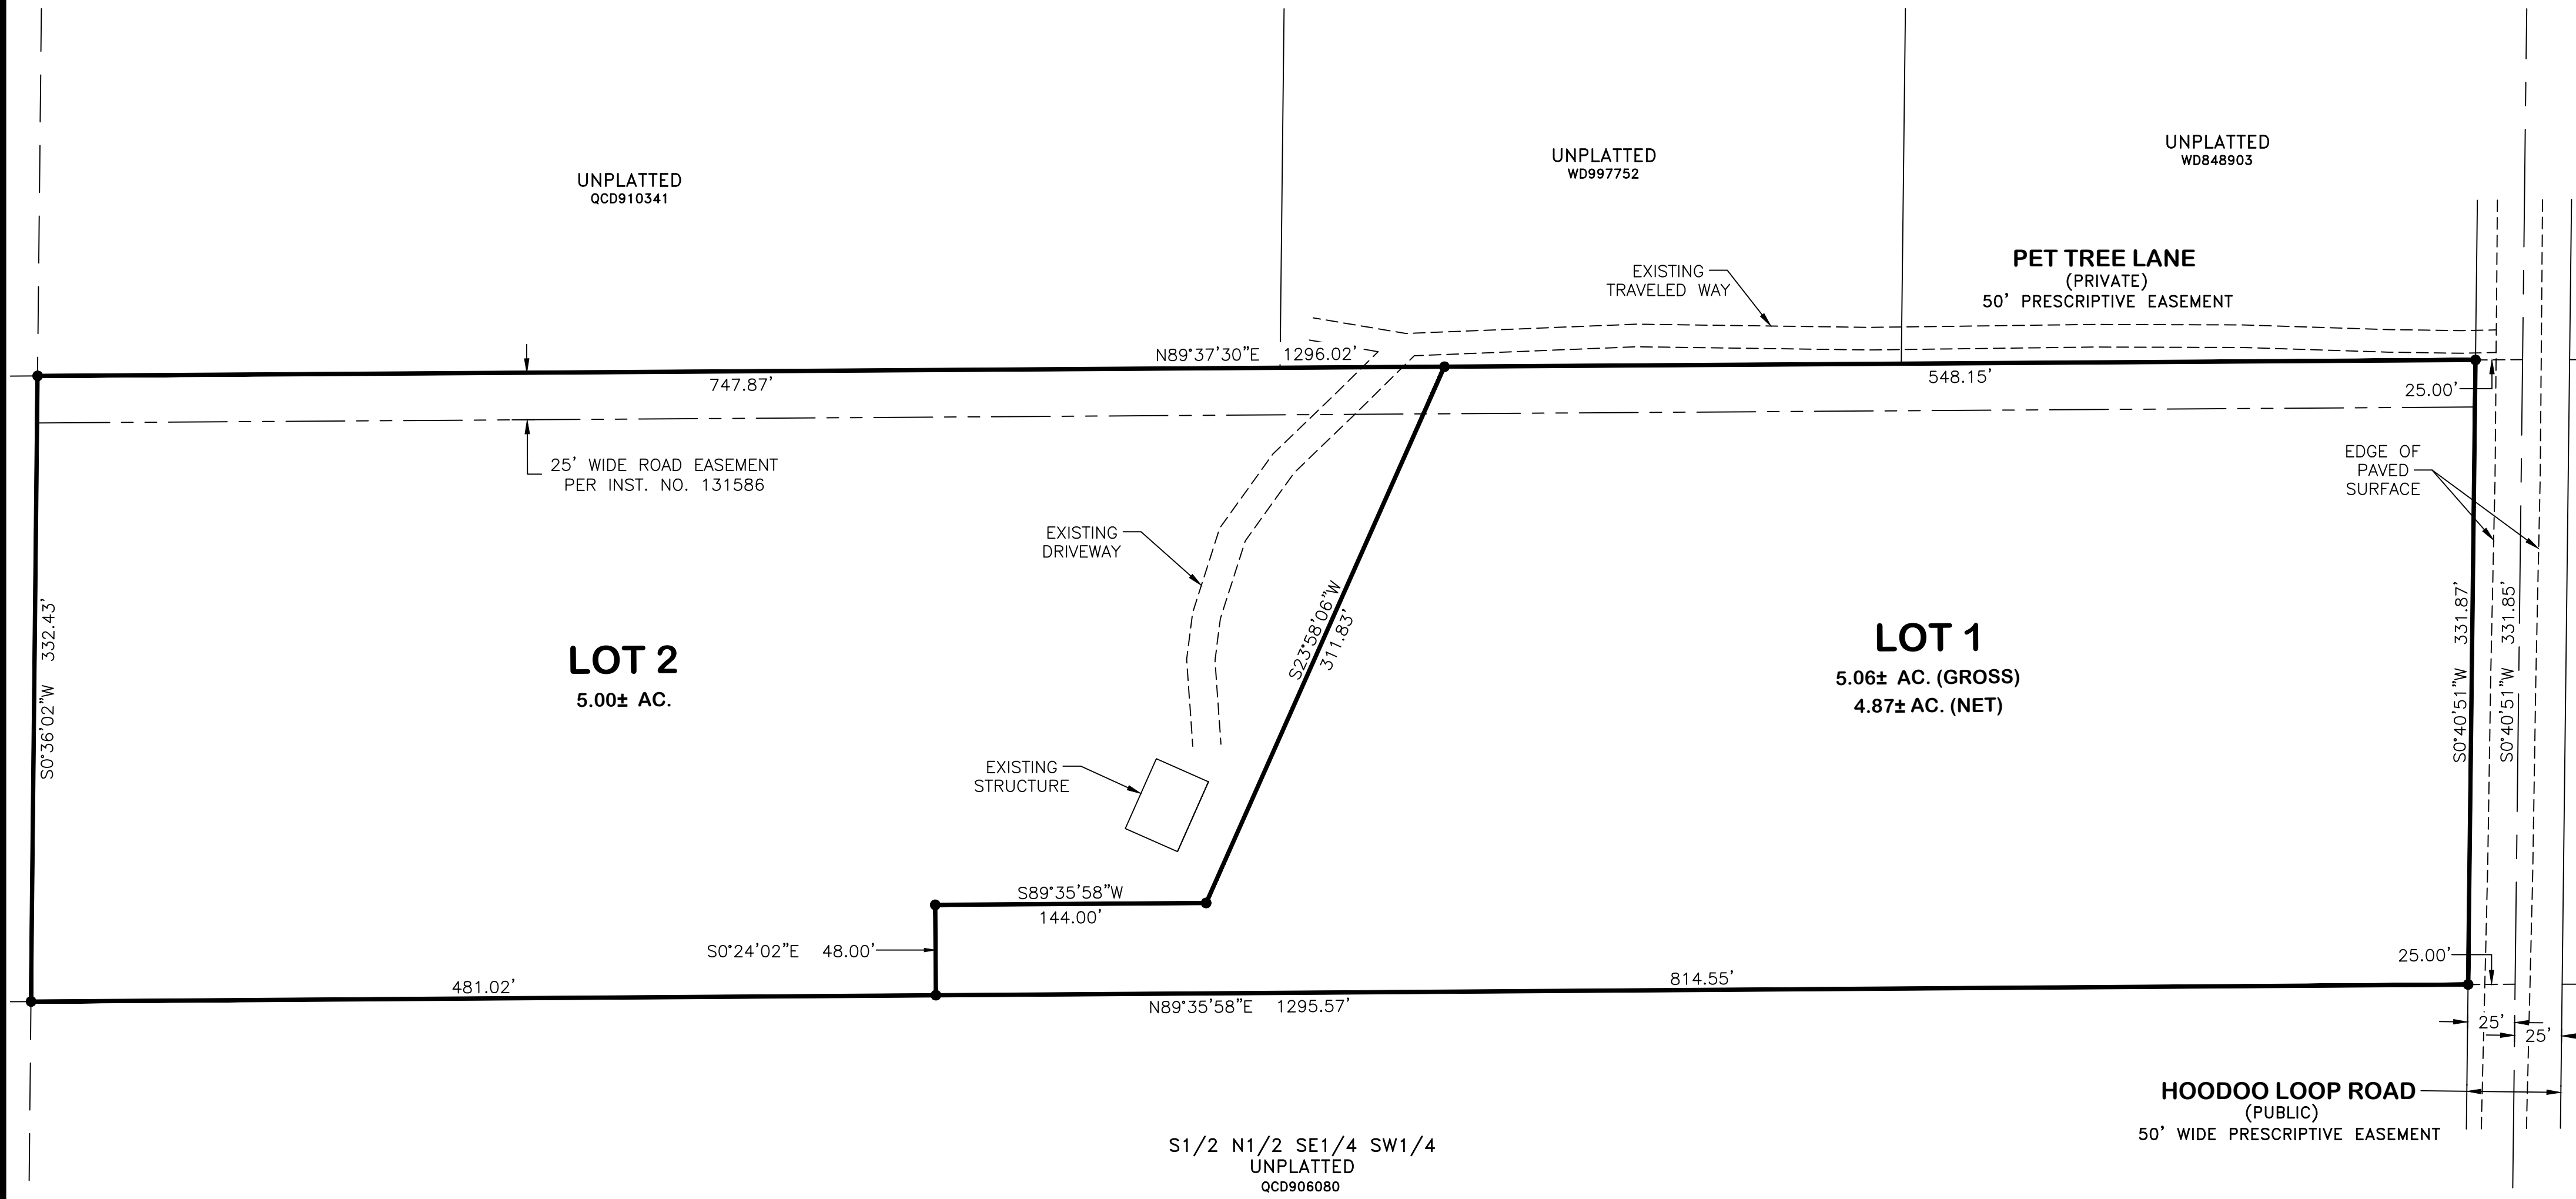 UNPLATTED
QCD910341
UNPLATTED
WD997752
UNPLATTED
WD848903
PET TREE LANE
(PRIVATE)
50' PRESCRIPTIVE EASEMENT
EXISTING
TRAVELED WAY
N89°37'30"E 1296.02'
747.87'
548.15'
25.00'
25' WIDE ROAD EASEMENT
PER INST. NO. 131586
EDGE OF
PAVED
SURFACE
EXISTING
DRIVEWAY
S0°36'02"W 332.43'
LOT 2
5.00± AC.
S23°58'06"W
311.83'
LOT 1
5.06± AC. (GROSS)
4.87± AC. (NET)
S0°40'51"W 331.87'
S0°40'51"W 331.85'
EXISTING
STRUCTURE
S89°35'58"W
144.00'
S0°24'02"E 48.00'
25.00'
481.02'
814.55'
N89°35'58"E 1295.57'
25'
25'
HOODOO LOOP ROAD
(PUBLIC)
50' WIDE PRESCRIPTIVE EASEMENT
S1/2 N1/2 SE1/4 SW1/4
UNPLATTED
QCD906080